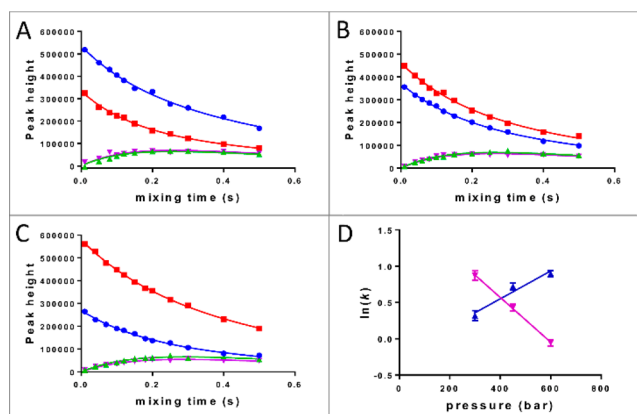 A
600000
500000
400000
300000
200000
100000
0
0.0 0.2 0.4 0.6
Peak height
mixing time (s)
B
600000
500000
400000
300000
200000
100000
0
0.0 0.2 0.4 0.6
Peak height
mixing time (s)
C
600000
500000
400000
300000
200000
100000
0
0.0 0.2 0.4 0.6
Peak height
mixing time (s)
D
1.5
1.0
0.5
0.0
-0.5
200 400 600 800
ln(k)
pressure (bar)